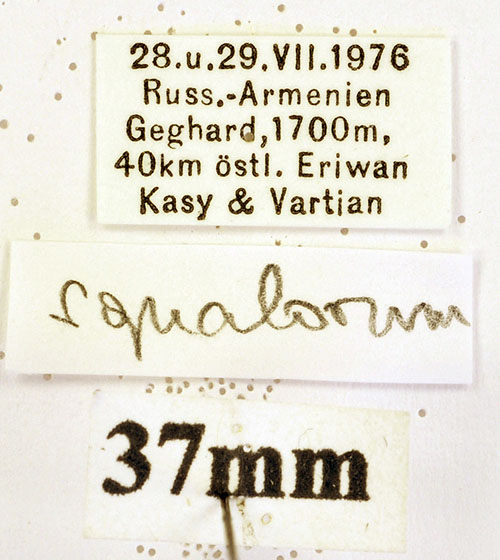 28.u.29.VII.1976
Russ.-Armenien
Geghard,1700m,
40km östl. Eriwan
Kasy & Vartian
squalorum
37mm